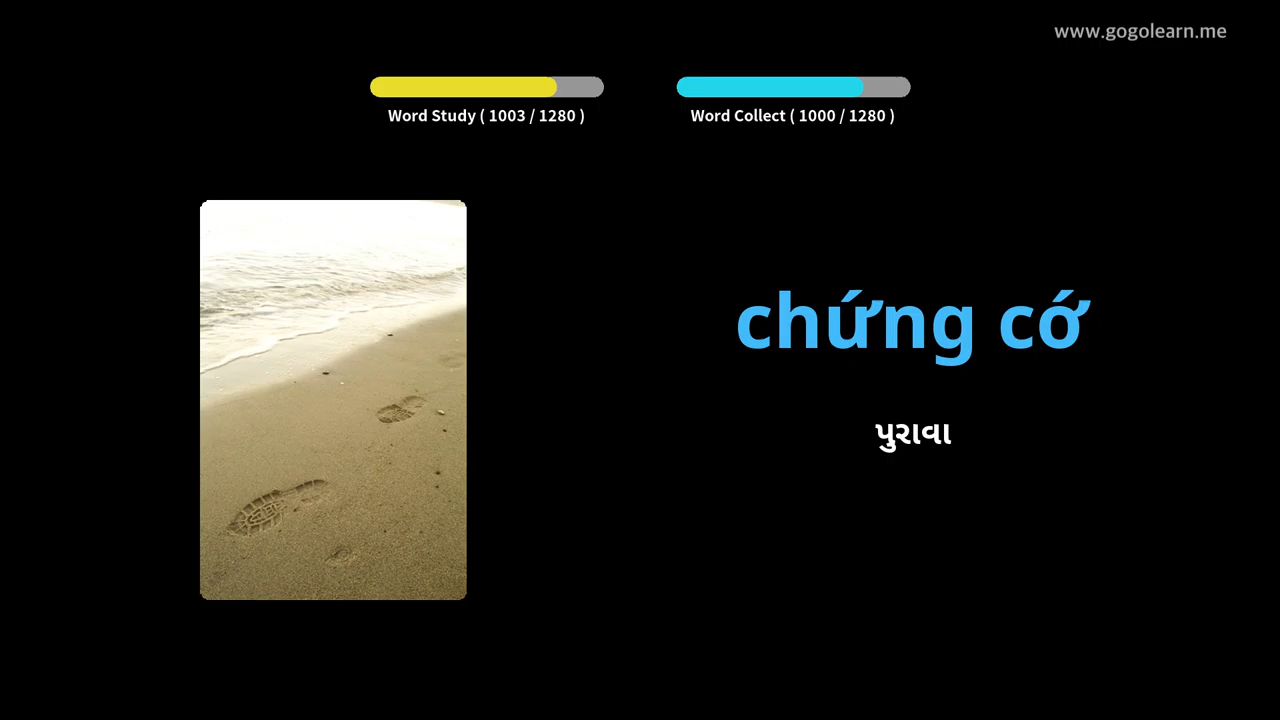 www.gogolearn.me
Word Study ( 1003 / 1280 )
Word Collect ( 1000 / 1280 )
chứng cớ
પુરાવા